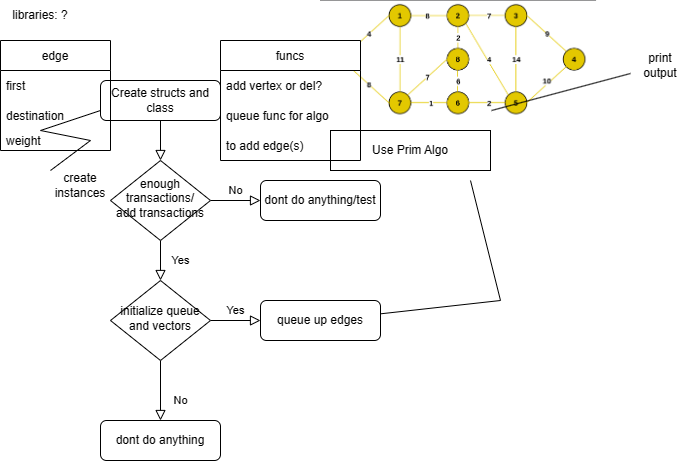 libraries: ?
edge
first
destination
weight
create
instances
Create structs and
class
funcs
add vertex or del?
queue func for algo
to add edge(s)
Use Prim Algo
1
8
2
7
3
4
9
11
2
4
14
4
8
8
7
6
10
7
1
6
2
5
print
output
enough
transactions/
add transactions
No
dont do anything/test
Yes
initialize queue
and vectors
Yes
queue up edges
No
dont do anything